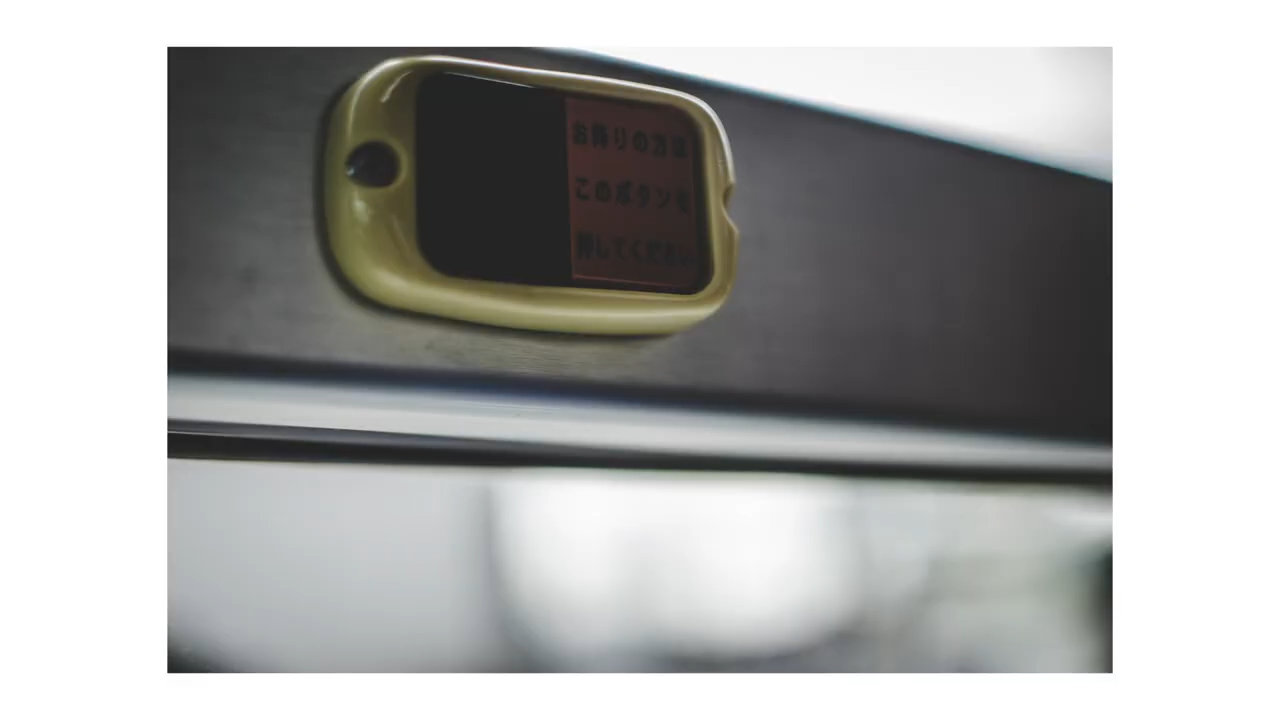 お降りの方は
このボタンを
押してください